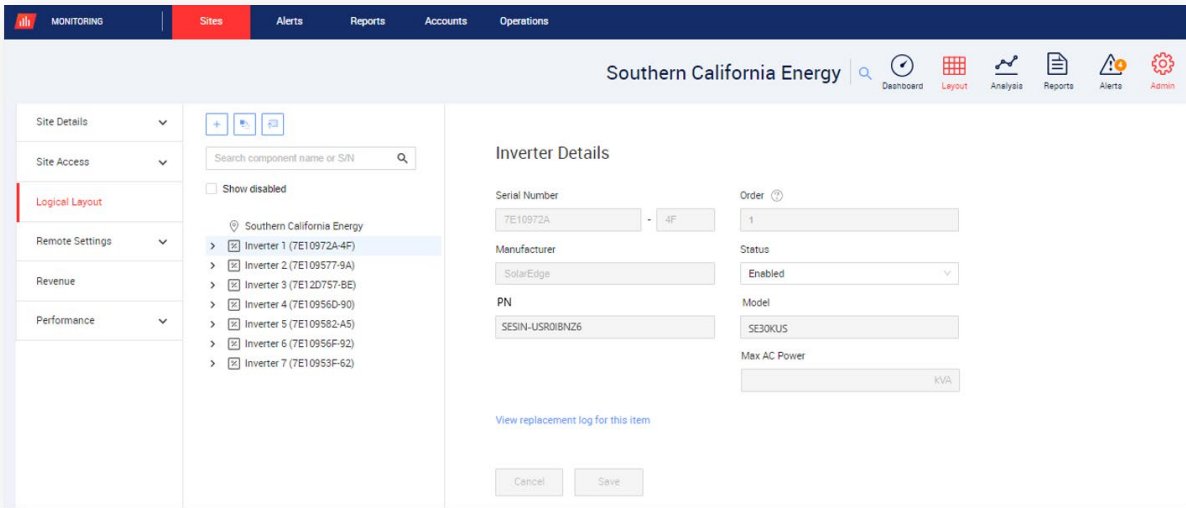 MONITORING
Sites
Alerts
Reports
Accounts
Operations
Southern California Energy
Dashboard
Layout
Analysis
Reports
4
Alerts
Admin
Site Details
Site Access
Logical Layout
Remote Settings
Revenue
Performance
+
Search component name or S/N
Show disabled
Southern California Energy
Inverter 1 (7E10972A-4F)
Inverter 2 (7E109577-9A)
Inverter 3 (7E12D757-BE)
Inverter 4 (7E10956D-90)
Inverter 5 (7E109582-A5)
Inverter 6 (7E10956F-92)
Inverter 7 (7E10953F-62)
Inverter Details
Serial Number
7E10972A - 4F
Order ?
1
Manufacturer
SolarEdge
Status
Enabled
PN
SESIN-USR0IBNZ6
Model
SE30KUS
Max AC Power
kVA
View replacement log for this item
Cancel
Save